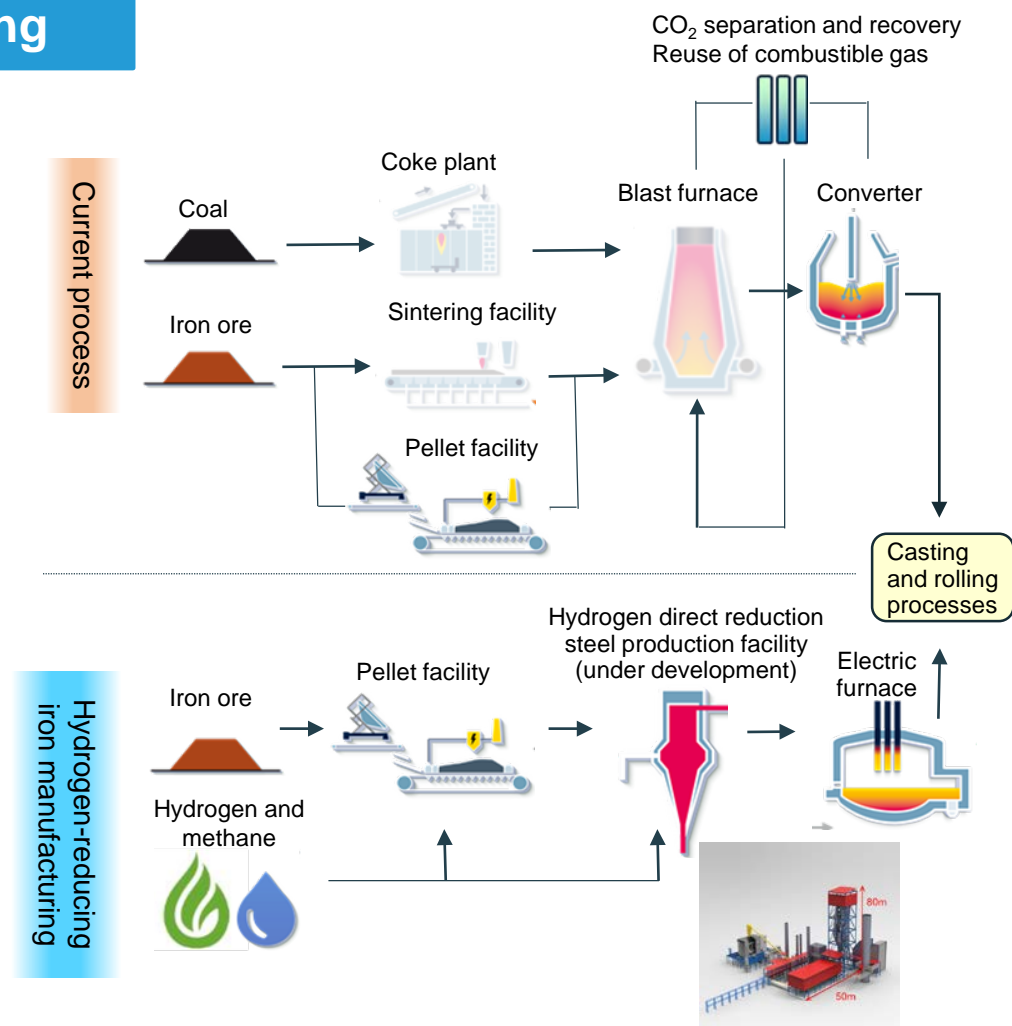 ng
CO₂ separation and recovery
Reuse of combustible gas
Current process
Coal
Coke plant
Blast furnace
Converter
Iron ore
Sintering facility
Pellet facility
Casting
and rolling
processes
Hydrogen-reducing
iron manufacturing
Iron ore
Pellet facility
Hydrogen direct reduction
steel production facility
(under development)
Electric
furnace
Hydrogen and
methane
80m
50m